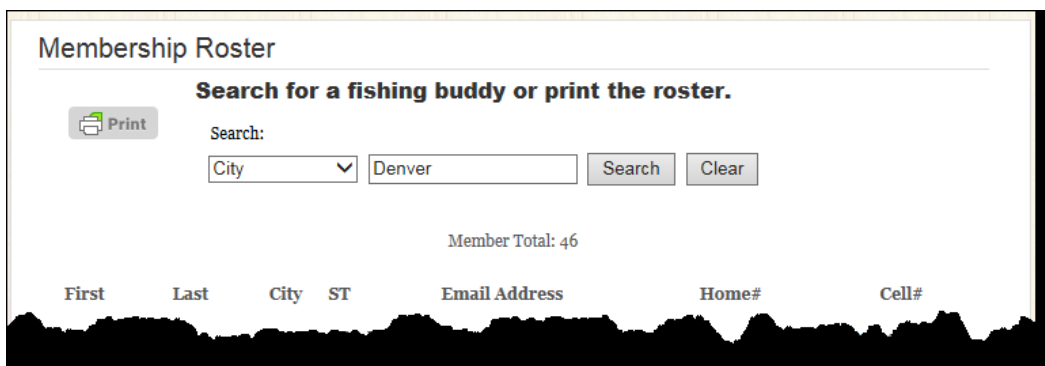 Membership Roster
Search for a fishing buddy or print the roster.
Print
Search:
City Denver Search Clear
Member Total: 46
First Last City ST Email Address Home# Cell#